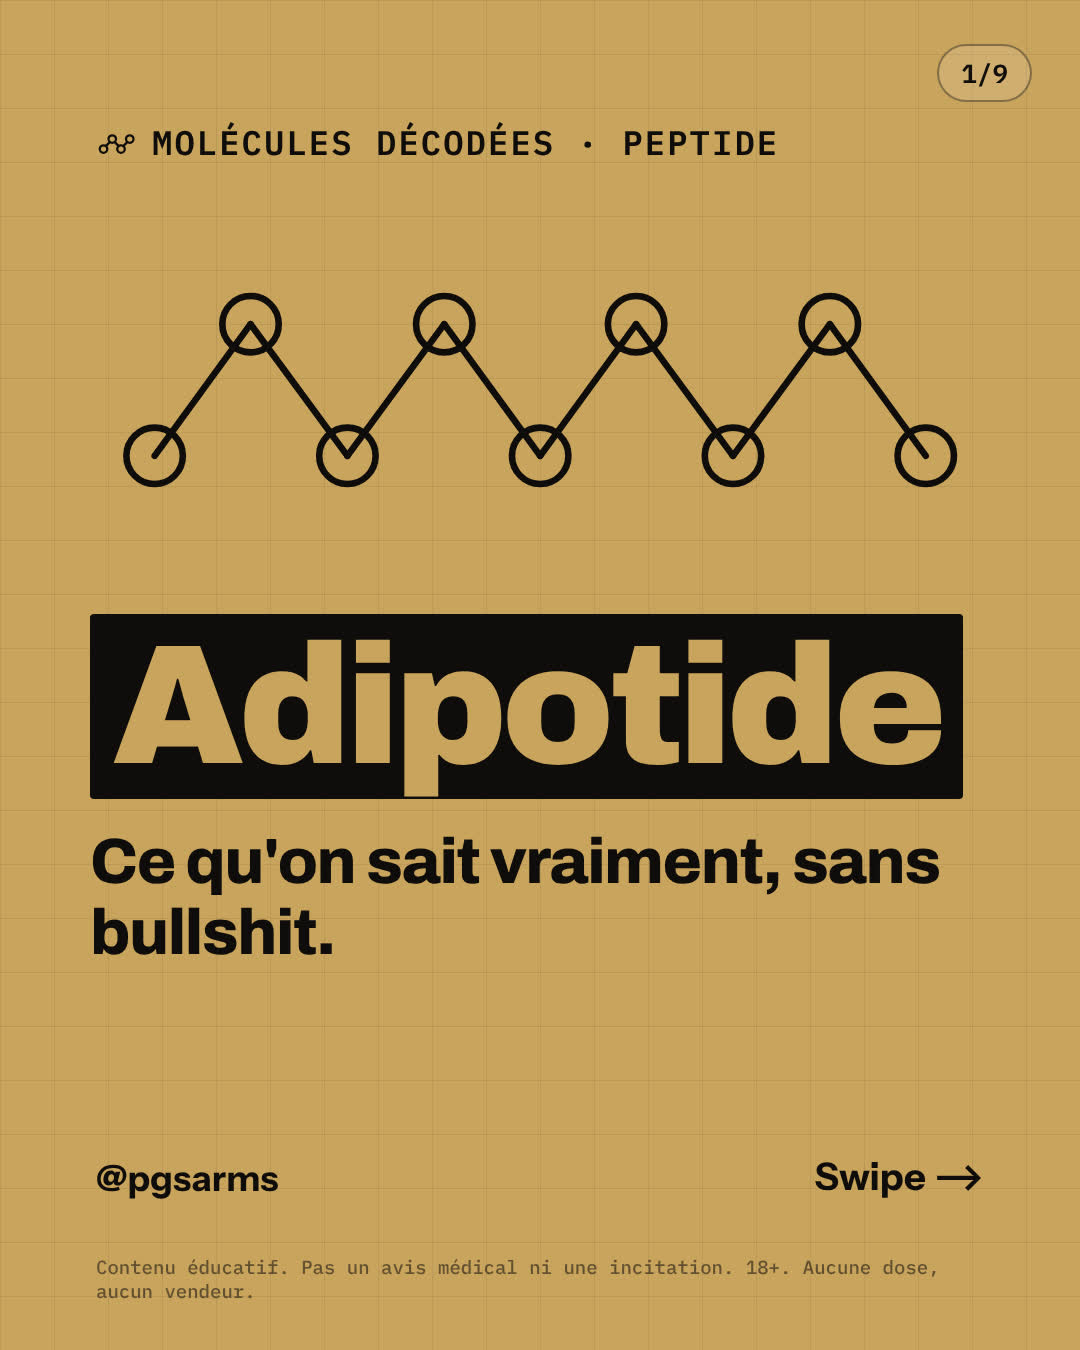 1/9
MOLÉCULES DÉCODÉES · PEPTIDE
Adipotide
Ce qu'on sait vraiment, sans
bullshit.
@pgsarms
Swipe →
Contenu éducatif. Pas un avis médical ni une incitation. 18+. Aucune dose,
aucun vendeur.